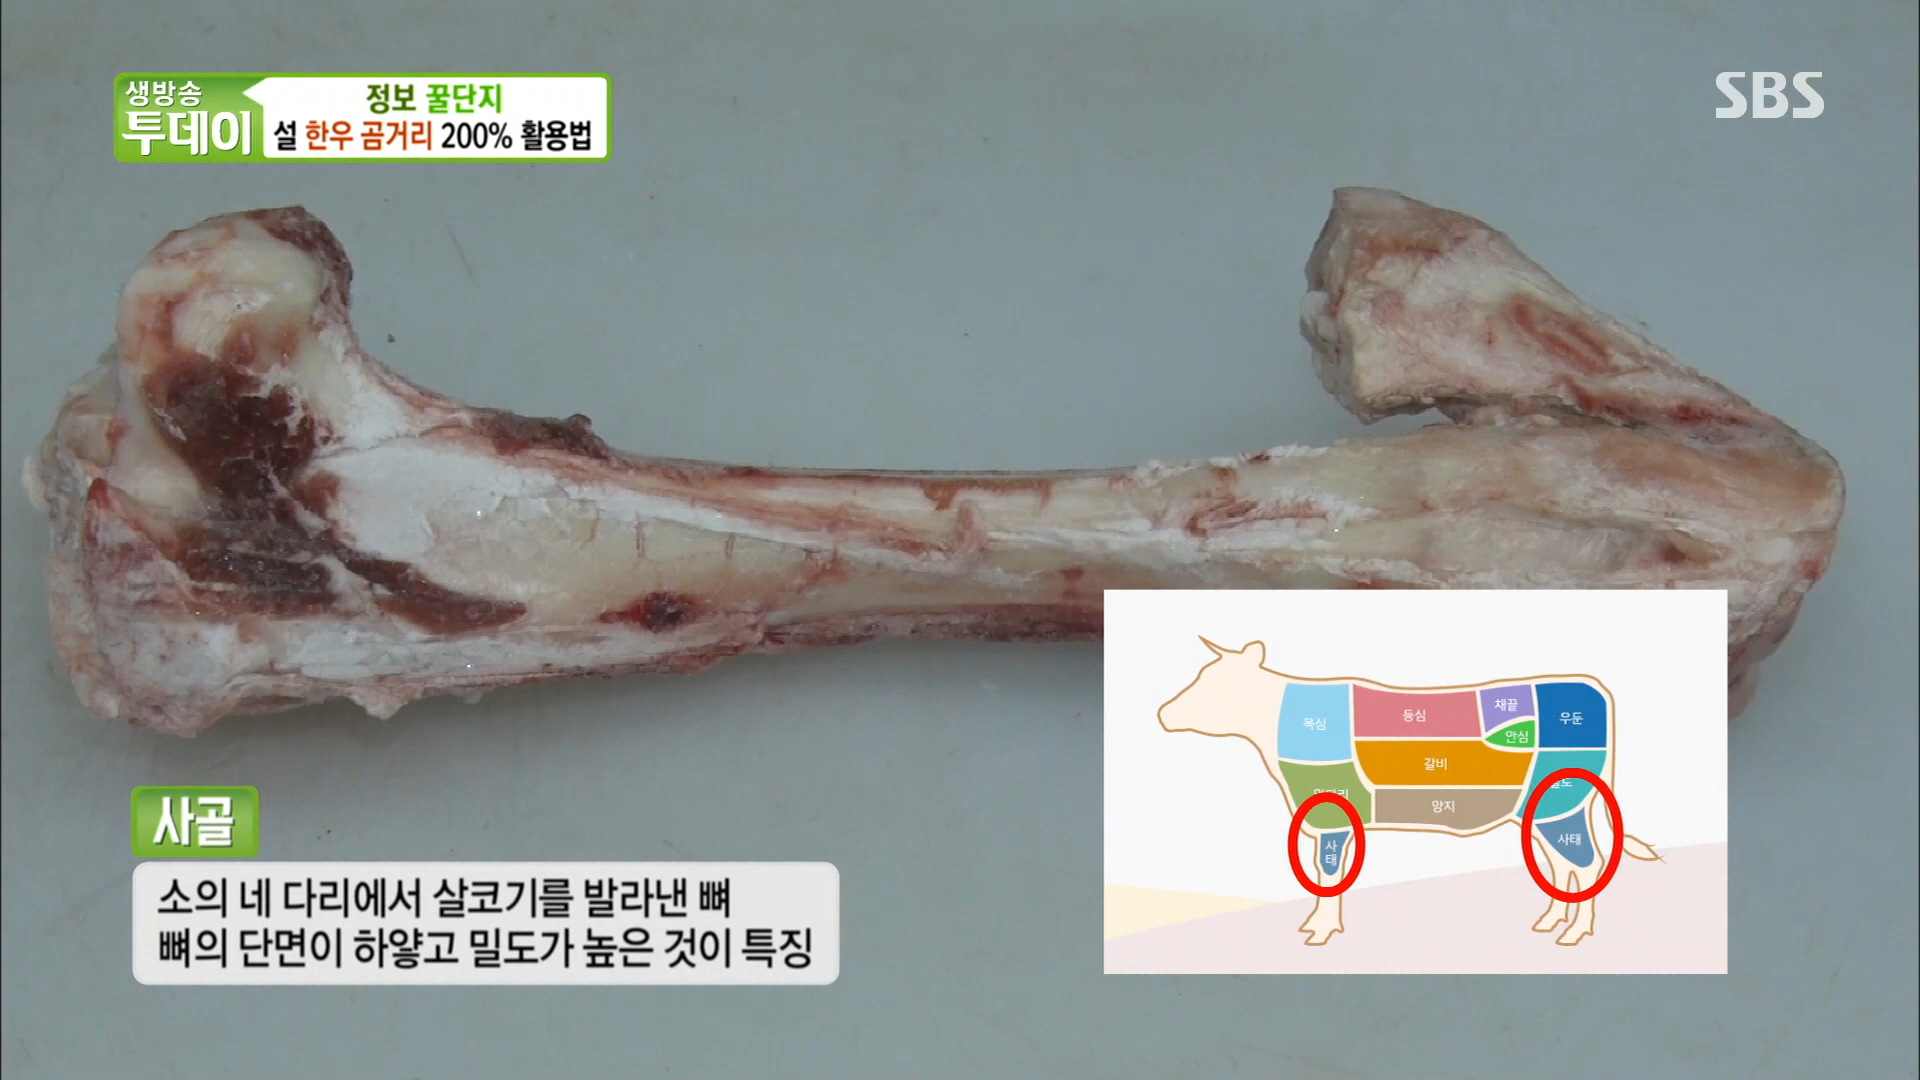 생방송
투데이
정보 꿀단지
설 한우 곰거리 200% 활용법
SBS
목심
등심
채끝
안심
우둔
갈비
양지
사태
사태
사골
소의 네 다리에서 살코기를 발라낸 뼈
뼈의 단면이 하얗고 밀도가 높은 것이 특징